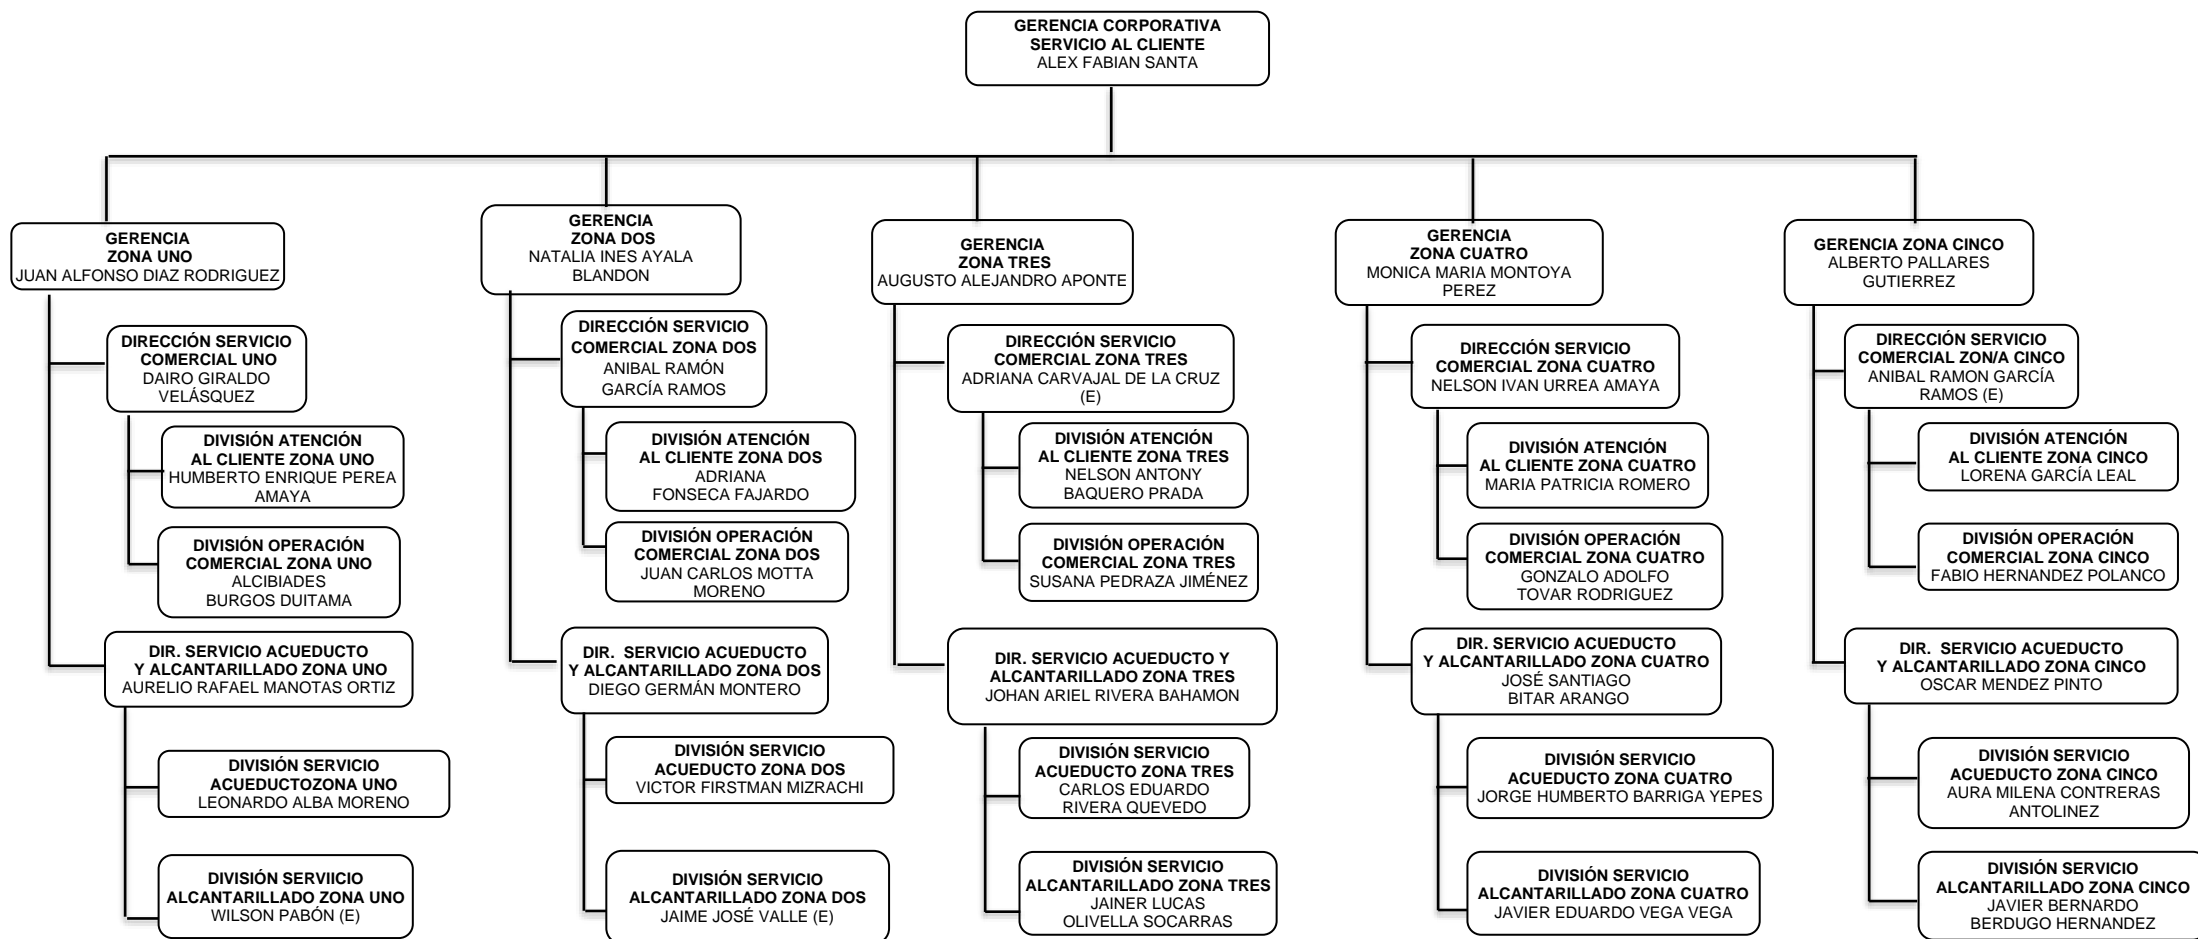 GERENCIA CORPORATIVA
SERVICIO AL CLIENTE
ALEX FABIAN SANTA
GERENCIA
ZONA UNO
JUAN ALFONSO DIAZ RODRIGUEZ
DIRECCIÓN SERVICIO
COMERCIAL UNO
DAIRO GIRALDO
VELÁSQUEZ
DIVISIÓN ATENCIÓN
AL CLIENTE ZONA UNO
HUMBERTO ENRIQUE PEREA
AMAYA
DIVISIÓN OPERACIÓN
COMERCIAL ZONA UNO
ALCIBIADES
BURGOS DUITAMA
DIR. SERVICIO ACUEDUCTO
Y ALCANTARILLADO ZONA UNO
AURELIO RAFAEL MANOTAS ORTIZ
DIVISIÓN SERVICIO
ACUEDUCTOZONA UNO
LEONARDO ALBA MORENO
DIVISIÓN SERVIICIO
ALCANTARILLADO ZONA UNO
WILSON PABÓN (E)
GERENCIA
ZONA DOS
NATALIA INES AYALA
BLANDON
DIRECCIÓN SERVICIO
COMERCIAL ZONA DOS
ANIBAL RAMÓN
GARCÍA RAMOS
DIVISIÓN ATENCIÓN
AL CLIENTE ZONA DOS
ADRIANA
FONSECA FAJARDO
DIVISIÓN OPERACIÓN
COMERCIAL ZONA DOS
JUAN CARLOS MOTTA
MORENO
DIR. SERVICIO ACUEDUCTO
Y ALCANTARILLADO ZONA DOS
DIEGO GERMÁN MONTERO
DIVISIÓN SERVICIO
ACUEDUCTO ZONA DOS
VICTOR FIRSTMAN MIZRACHI
DIVISIÓN SERVICIO
ALCANTARILLADO ZONA DOS
JAIME JOSÉ VALLE (E)
GERENCIA
ZONA TRES
AUGUSTO ALEJANDRO APONTE
DIRECCIÓN SERVICIO
COMERCIAL ZONA TRES
ADRIANA CARVAJAL DE LA CRUZ
(E)
DIVISIÓN ATENCIÓN
AL CLIENTE ZONA TRES
NELSON ANTONY
BAQUERO PRADA
DIVISIÓN OPERACIÓN
COMERCIAL ZONA TRES
SUSANA PEDRAZA JIMÉNEZ
DIR. SERVICIO ACUEDUCTO Y
ALCANTARILLADO ZONA TRES
JOHAN ARIEL RIVERA BAHAMON
DIVISIÓN SERVICIO
ACUEDUCTO ZONA TRES
CARLOS EDUARDO
RIVERA QUEVEDO
DIVISIÓN SERVICIO
ALCANTARILLADO ZONA TRES
JAINER LUCAS
OLIVELLA SOCARRAS
GERENCIA
ZONA CUATRO
MONICA MARIA MONTOYA
PEREZ
DIRECCIÓN SERVICIO
COMERCIAL ZONA CUATRO
NELSON IVAN URREA AMAYA
DIVISIÓN ATENCIÓN
AL CLIENTE ZONA CUATRO
MARIA PATRICIA ROMERO
DIVISIÓN OPERACIÓN
COMERCIAL ZONA CUATRO
GONZALO ADOLFO
TOVAR RODRIGUEZ
DIR. SERVICIO ACUEDUCTO
Y ALCANTARILLADO ZONA CUATRO
JOSÉ SANTIAGO
BITAR ARANGO
DIVISIÓN SERVICIO
ACUEDUCTO ZONA CUATRO
JORGE HUMBERTO BARRIGA YEPES
DIVISIÓN SERVICIO
ALCANTARILLADO ZONA CUATRO
JAVIER EDUARDO VEGA VEGA
GERENCIA ZONA CINCO
ALBERTO PALLARES
GUTIERREZ
DIRECCIÓN SERVICIO
COMERCIAL ZON/A CINCO
ANIBAL RAMON GARCÍA
RAMOS (E)
DIVISIÓN ATENCIÓN
AL CLIENTE ZONA CINCO
LORENA GARCÍA LEAL
DIVISIÓN OPERACIÓN
COMERCIAL ZONA CINCO
FABIO HERNANDEZ POLANCO
DIR. SERVICIO ACUEDUCTO
Y ALCANTARILLADO ZONA CINCO
OSCAR MENDEZ PINTO
DIVISIÓN SERVICIO
ACUEDUCTO ZONA CINCO
AURA MILENA CONTRERAS
ANTOLINEZ
DIVISIÓN SERVICIO
ALCANTARILLADO ZONA CINCO
JAVIER BERNARDO
BERDUGO HERNANDEZ